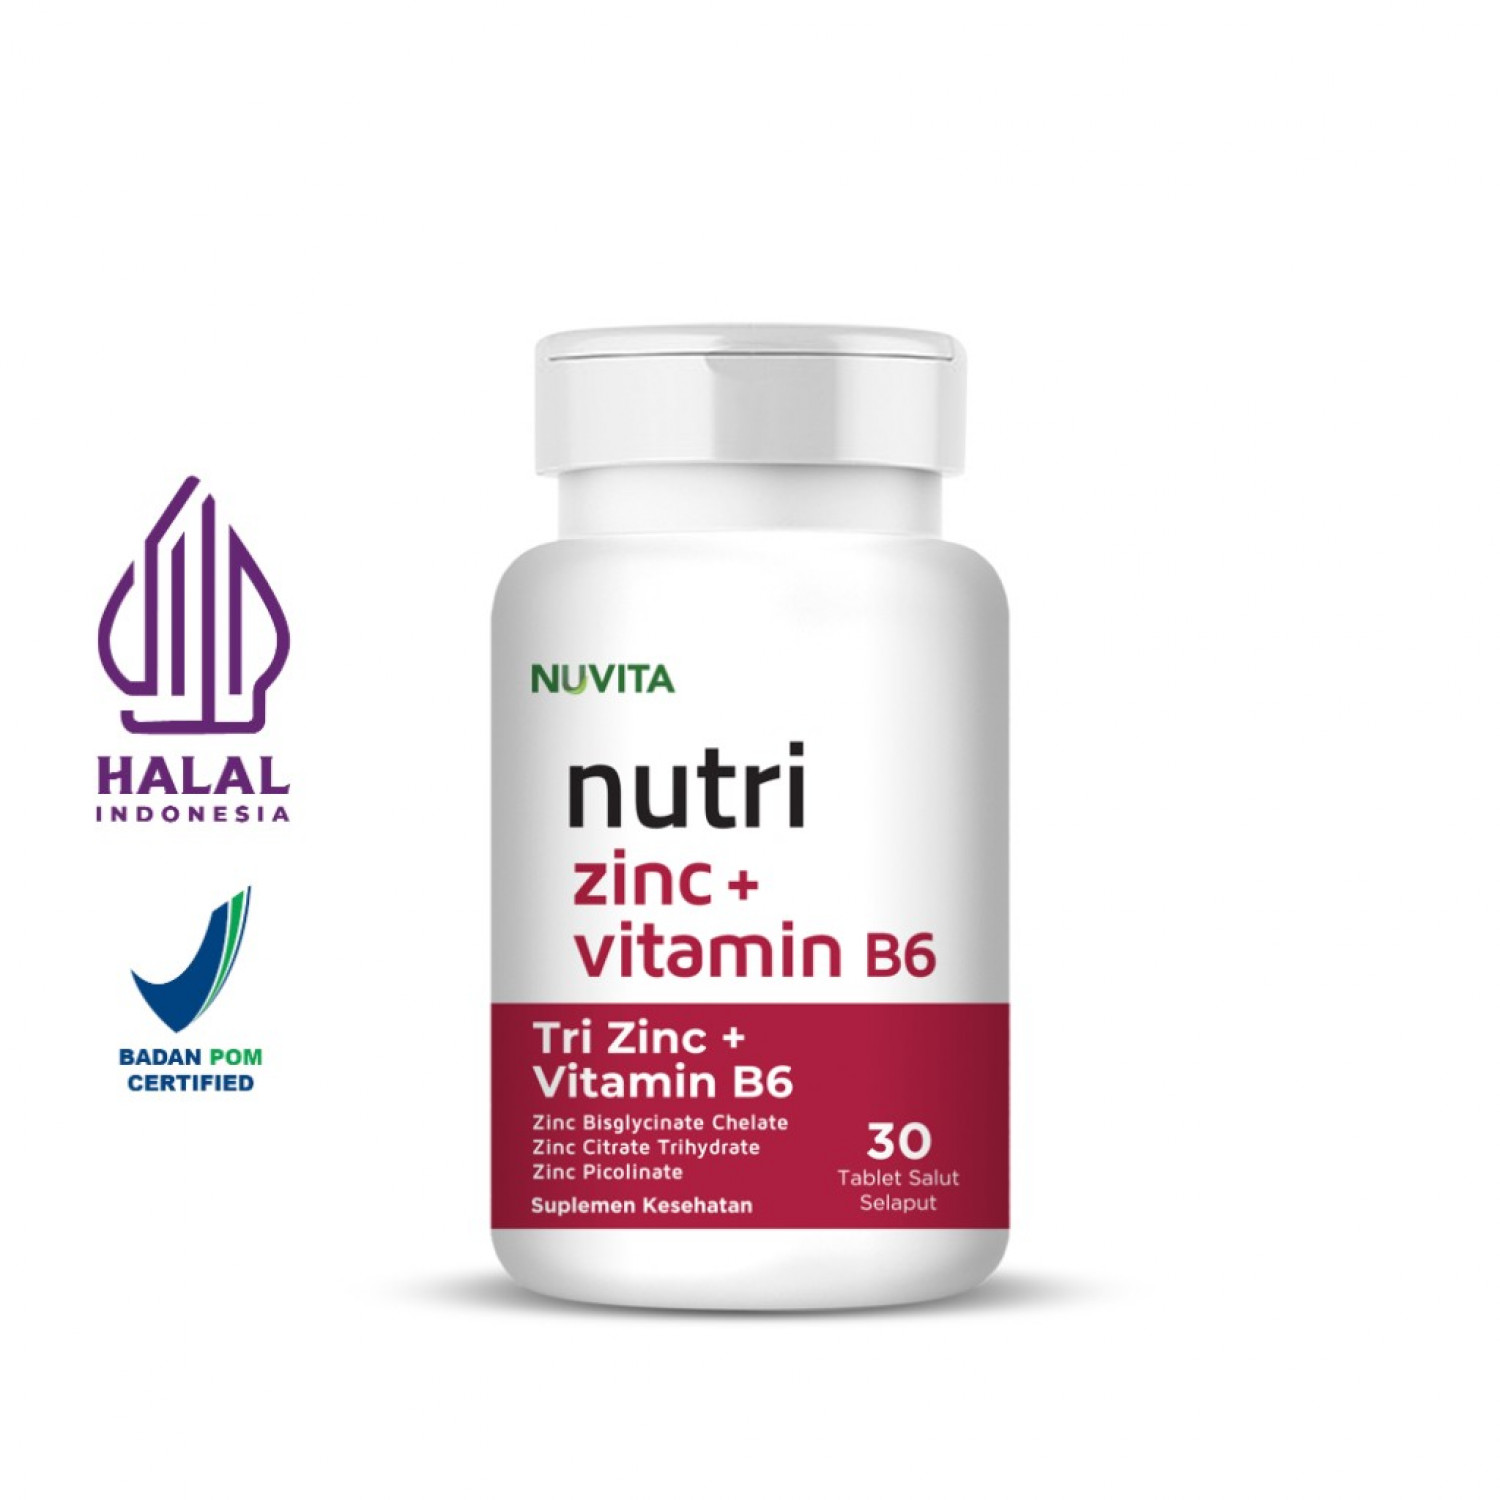 HALAL
INDONESIA
BADAN POM
CERTIFIED
NUVITA
nutri
zinc +
vitamin B6
Tri Zinc +
Vitamin B6
Zinc Bisglycinate Chelate
Zinc Citrate Trihydrate
Zinc Picolinate
Suplemen Kesehatan
30
Tablet Salut
Selaput